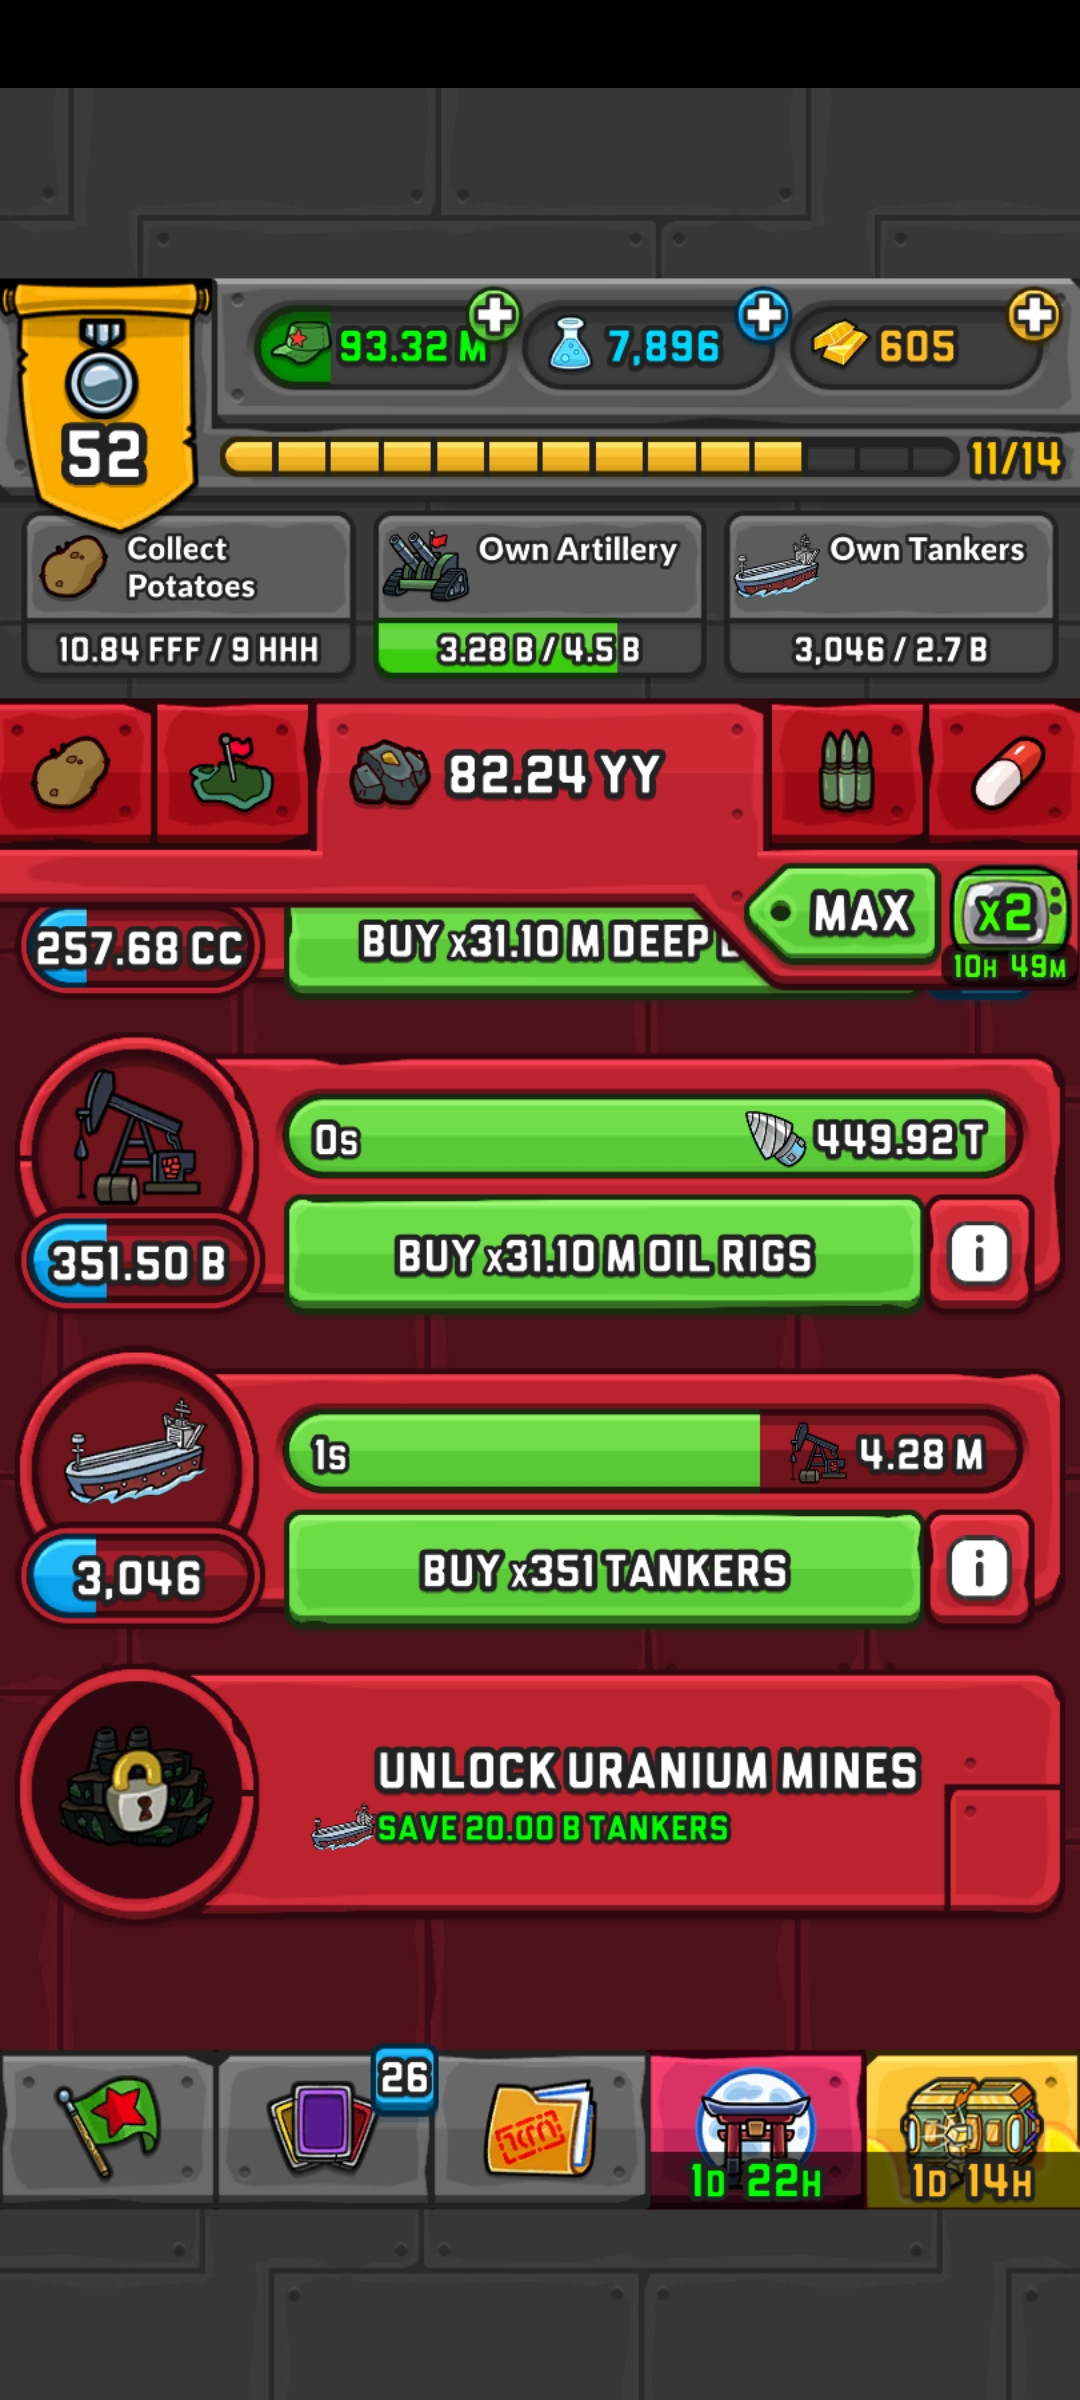 93.32 M
7,896
605
52
11/14
Collect
Potatoes
10.84 FFF / 9 HHH
Own Artillery
3.28 B / 4.5 B
Own Tankers
3,046 / 2.7 B
82.24 YY
MAX
x2
10H 49M
257.68 CC
BUY x31.10 M DEEP
0s
449.92 T
351.50 B
BUY x31.10 M OIL RIGS
i
1s
4.28 M
3,046
BUY x351 TANKERS
i
UNLOCK URANIUM MINES
SAVE 20.00 B TANKERS
26
1D 22H
1D 14H